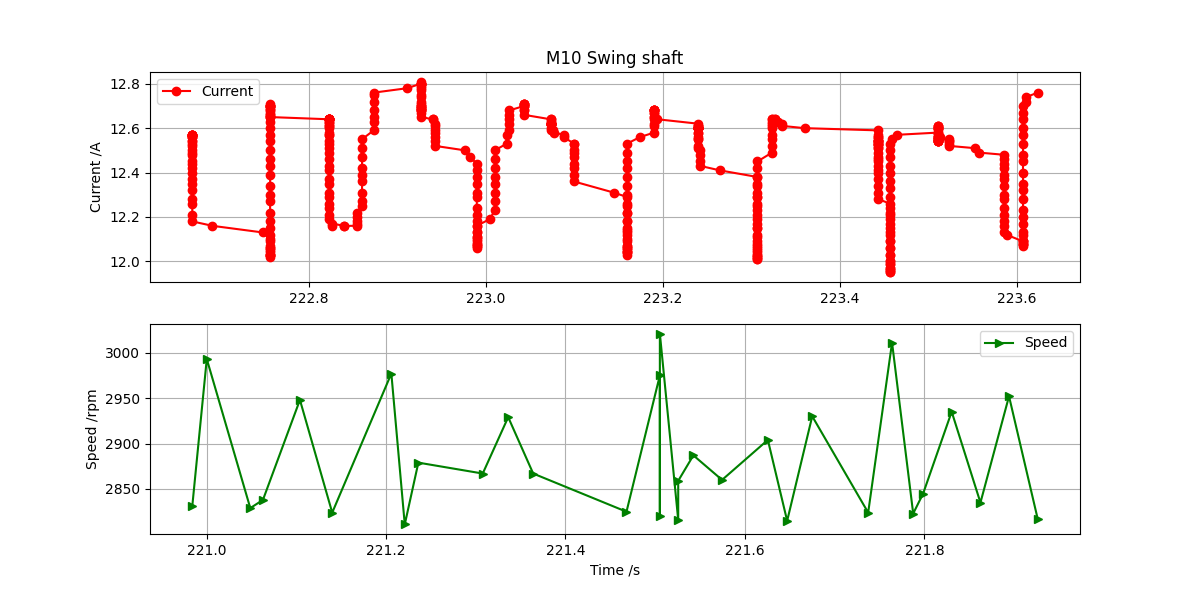 M10 Swing shaft
Current /A
12.8
12.6
12.4
12.2
12.0
Current
222.8 223.0 223.2 223.4 223.6
Speed /rpm
3000
2950
2900
2850
Speed
221.0 221.2 221.4 221.6 221.8
Time /s